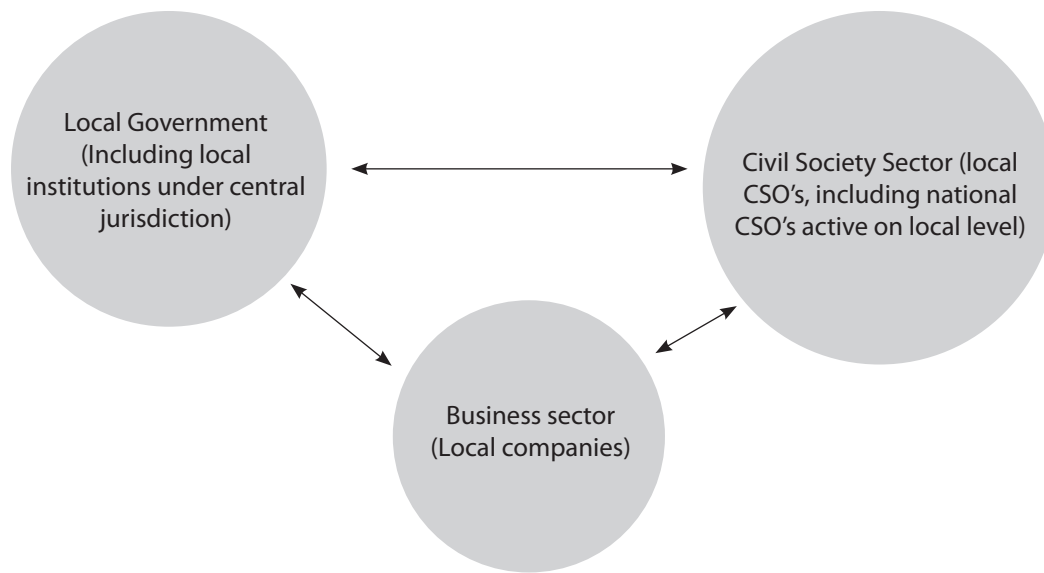 Local Government
(Including local
institutions under central
jurisdiction)
Civil Society Sector (local
CSO's, including national
CSO's active on local level)
Business sector
(Local companies)